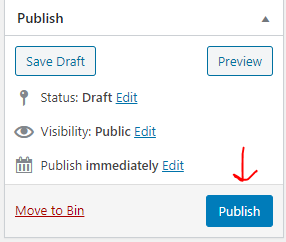 Publish
Save Draft Preview
Status: Draft Edit
Visibility: Public Edit
Publish immediately Edit
Move to Bin Publish